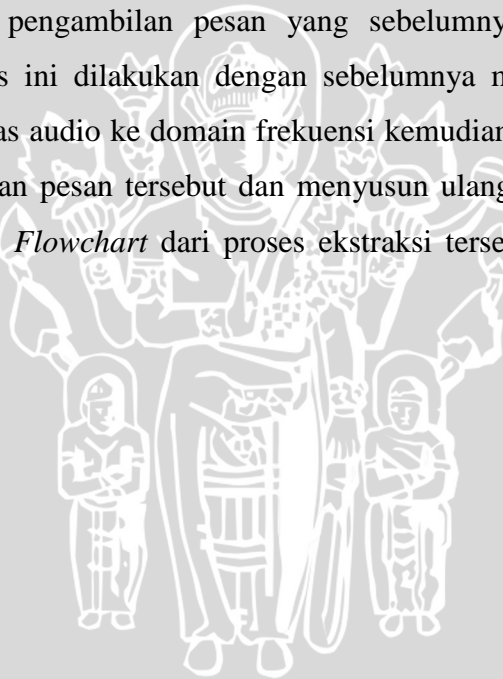 pengambilan pesan yang sebelumny
s ini dilakukan dengan sebelumnya
as audio ke domain frekuensi kemudian
an pesan tersebut dan menyusun ulang
Flowchart dari proses ekstraksi terse